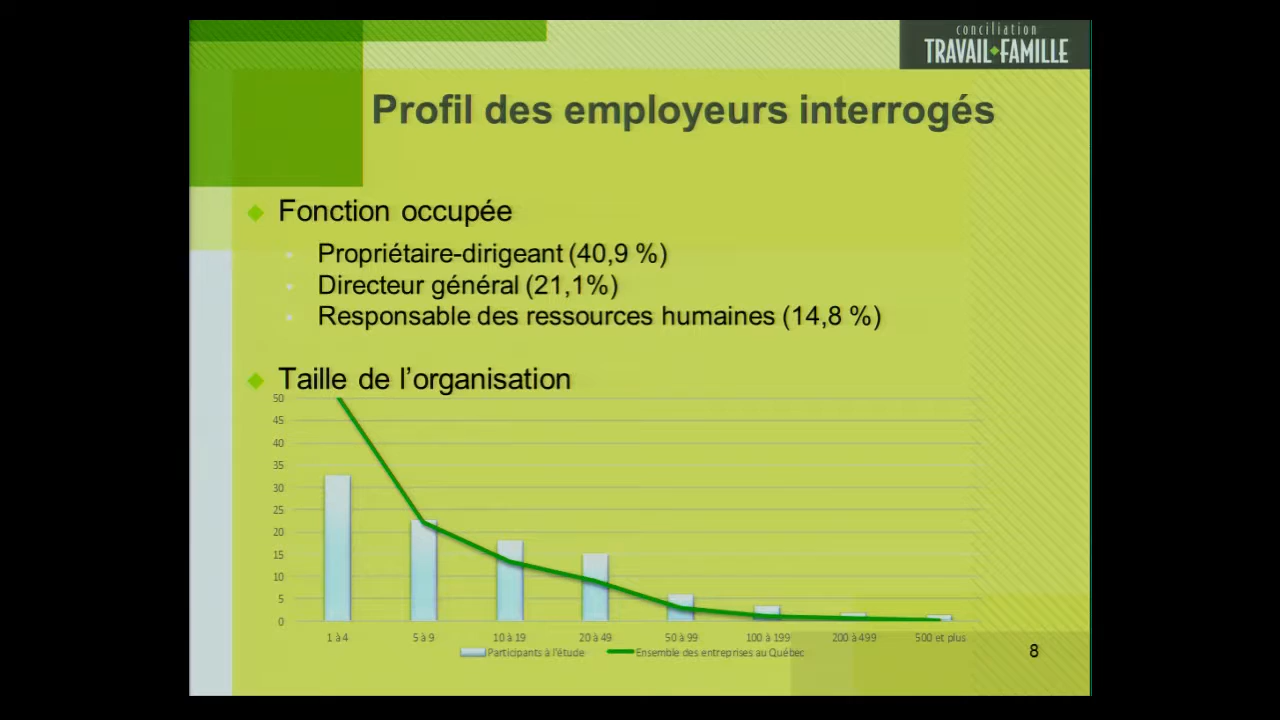 conciliation
TRAVAIL◆FAMILLE
Profil des employeurs interrogés
Fonction occupée
Propriétaire-dirigeant (40,9 %)
Directeur général (21,1%)
Responsable des ressources humaines (14,8 %)
Taille de l’organisation
50
45
40
35
30
25
20
15
10
5
0
1 à 4 5 à 9 10 à 19 20 à 49 50 à 99 100 à 199 200 à 499 500 et plus
Participants à l'étude Ensemble des entreprises au Québec
8